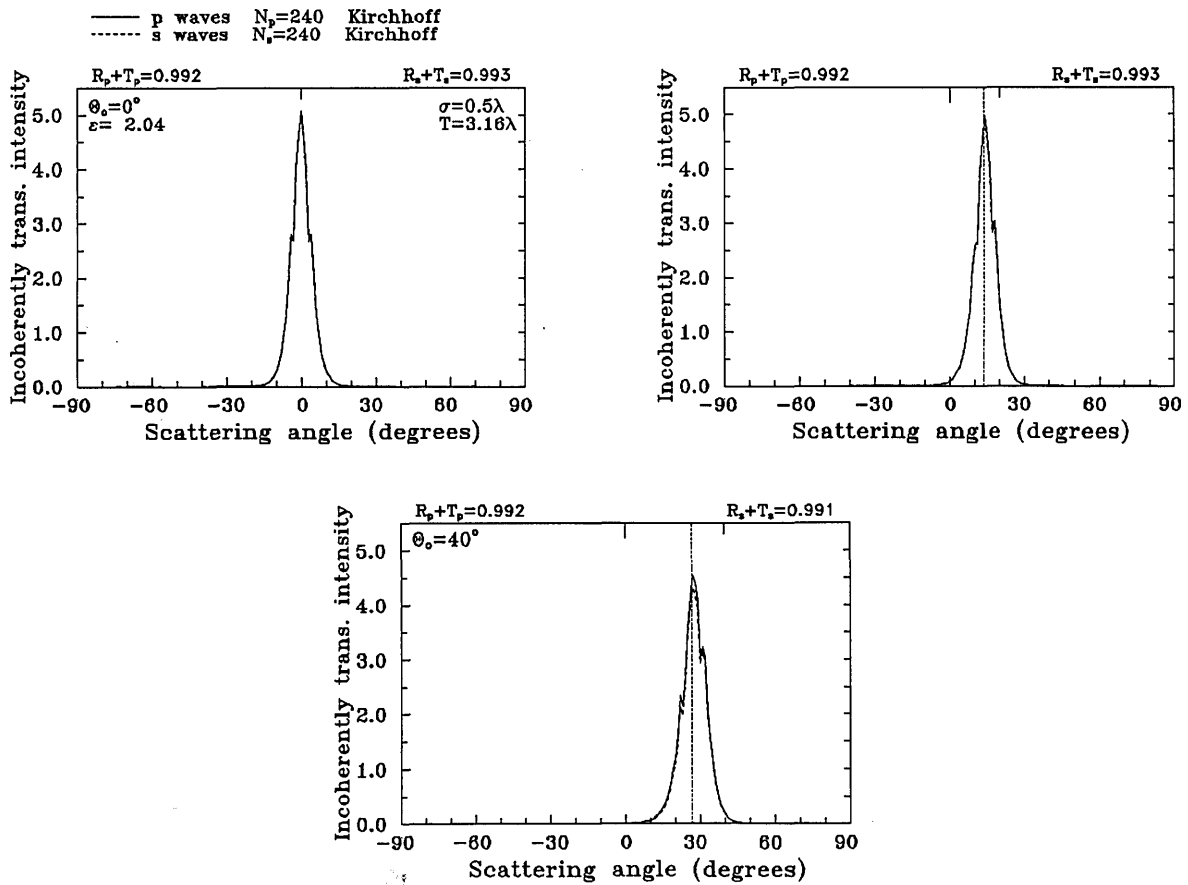 p waves N_p=240 Kirchhoff
s waves N_s=240 Kirchhoff
R_p+T_p=0.992 R_s+T_s=0.993
Θ_o=0° σ=0.5λ
ε= 2.04 T=3.16λ
Incoherently trans. intensity
5.0
4.0
3.0
2.0
1.0
0.0
−90 −60 −30 0 30 60 90
Scattering angle (degrees)
R_p+T_p=0.992 R_s+T_s=0.993
Incoherently trans. intensity
5.0
4.0
3.0
2.0
1.0
0.0
−90 −60 −30 0 30 60 90
Scattering angle (degrees)
R_p+T_p=0.992 R_s+T_s=0.991
Θ_o=40°
Incoherently trans. intensity
5.0
4.0
3.0
2.0
1.0
0.0
−90 −60 −30 0 30 60 90
Scattering angle (degrees)